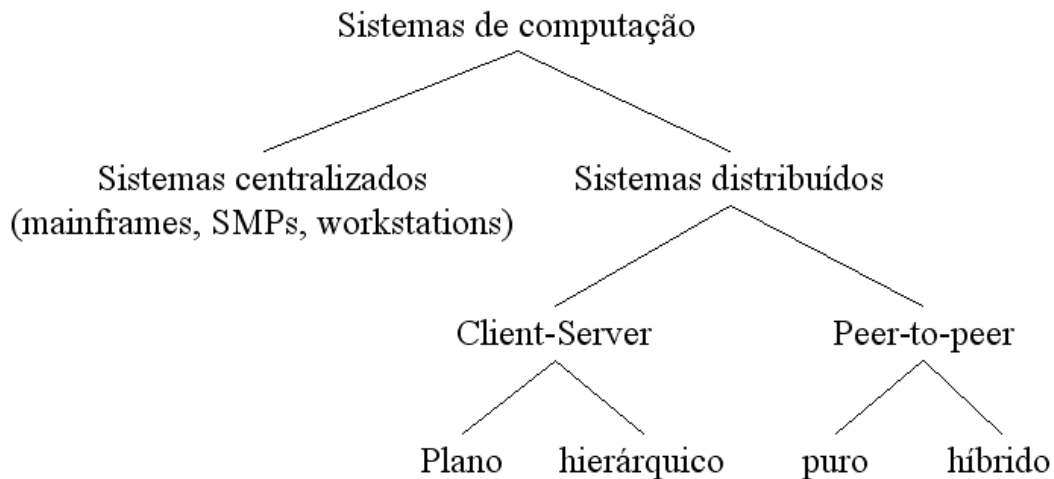 Sistemas de computação
Sistemas centralizados
(mainframes, SMPs, workstations)
Sistemas distribuídos
Client-Server
Peer-to-peer
Plano
hierárquico
puro
híbrido